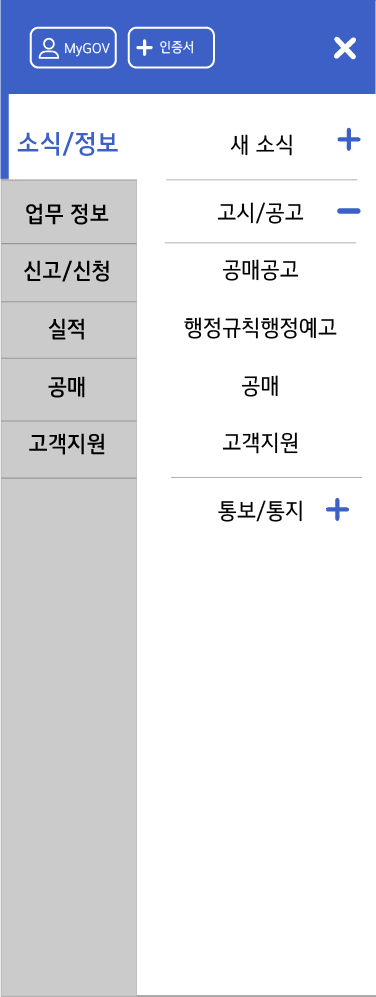 MyGOV
인증서
소식/정보
업무 정보
신고/신청
실적
공매
고객지원
새 소식
고시/공고
공매공고
행정규칙행정예고
공매
고객지원
통보/통지